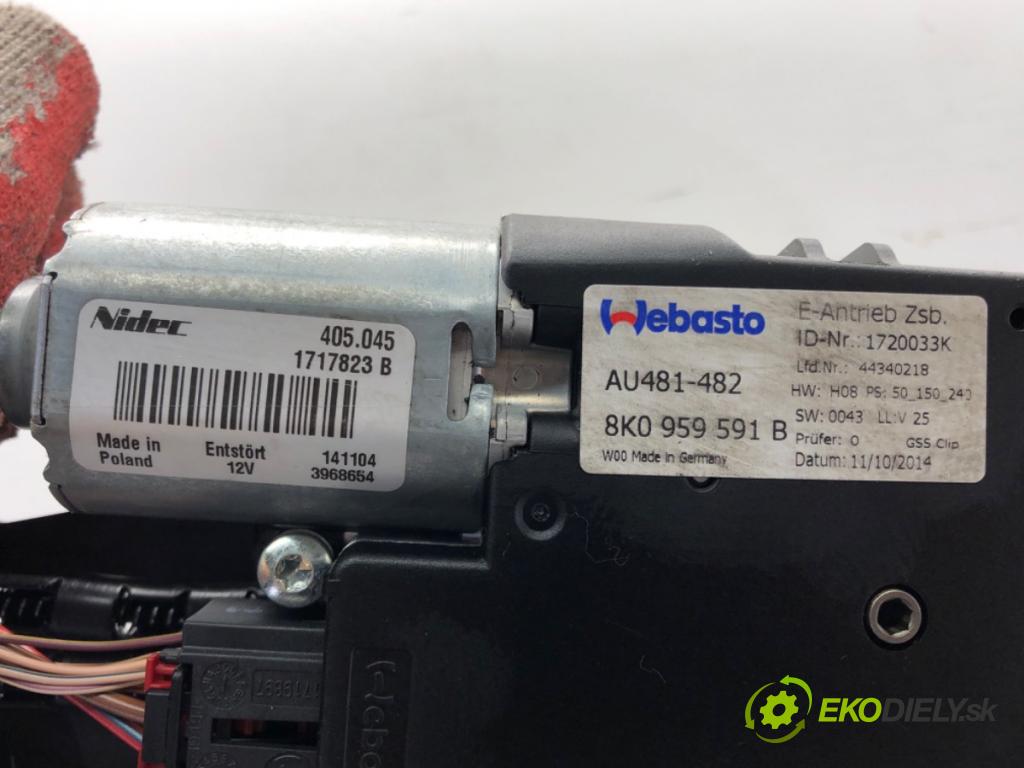 Nidec
405.045
1717823 B
Made in Poland
Entstört 12V
141104
3968654
Webasto
AU481-482
8K0 959 591 B
W00 Made in Germany
E-Antrieb Zsb.
ID-Nr.: 1720033K
Lfd.Nr.: 44340218
HW: H08 PS: 50_150_240
SW: 0043 LL:V 25
Prüfer: 0 GSS Clip
Datum: 11/10/2014
EKODIELY.sk